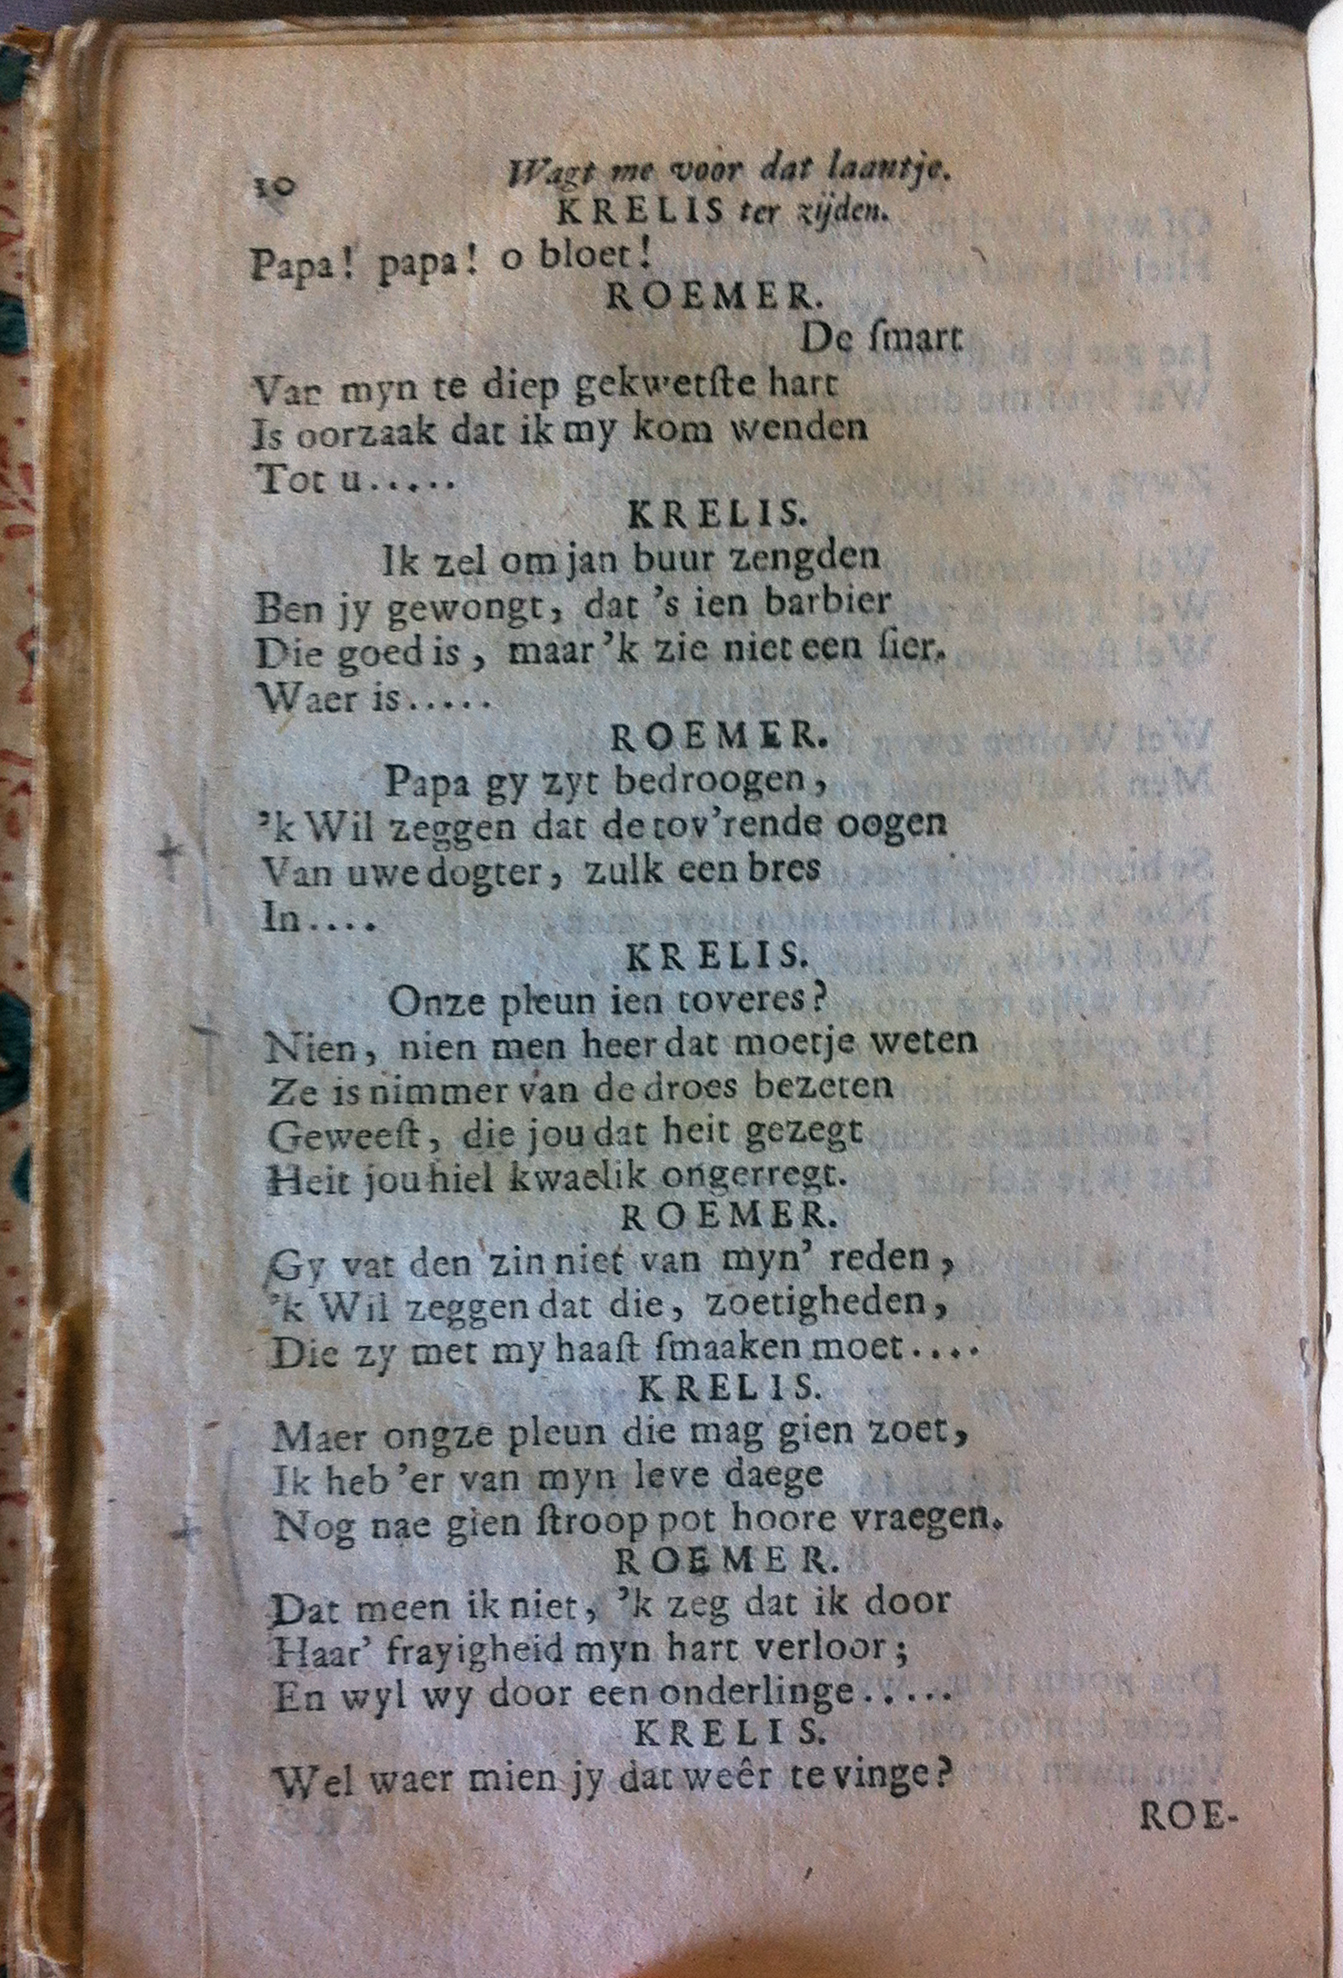 10 Wagt me voor dat laantje.
KRELIS ter zijden.
Papa! papa! o bloet!
ROEMER.
De ſmart
Van myn te diep gekwetſte hart
Is oorzaak dat ik my kom wenden
Tot u.....
KRELIS.
Ik zel om jan buur zengden
Ben jy gewongt, dat 's ien barbier
Die goed is, maar 'k zie niet een ſier.
Waer is.....
ROEMER.
Papa gy zyt bedroogen,
'k Wil zeggen dat de tov'rende oogen
Van uwe dogter, zulk een bres
In....
KRELIS.
Onze pleun ien toveres?
Nien, nien men heer dat moetje weten
Ze is nimmer van de droes bezeten
Geweeſt, die jou dat heit gezegt
Heit jou hiel kwaelik ongerregt.
ROEMER.
Gy vat den zin niet van myn' reden,
'k Wil zeggen dat die, zoetigheden,
Die zy met my haaſt ſmaaken moet....
KRELIS.
Maer ongze pleun die mag gien zoet,
Ik heb 'er van myn leve daege
Nog nae gien ſtroop pot hoore vraegen.
ROEMER.
Dat meen ik niet, 'k zeg dat ik door
Haar' frayigheid myn hart verloor;
En wyl wy door een onderlinge.....
KRELIS.
Wel waer mien jy dat weêr te vinge?
ROE-